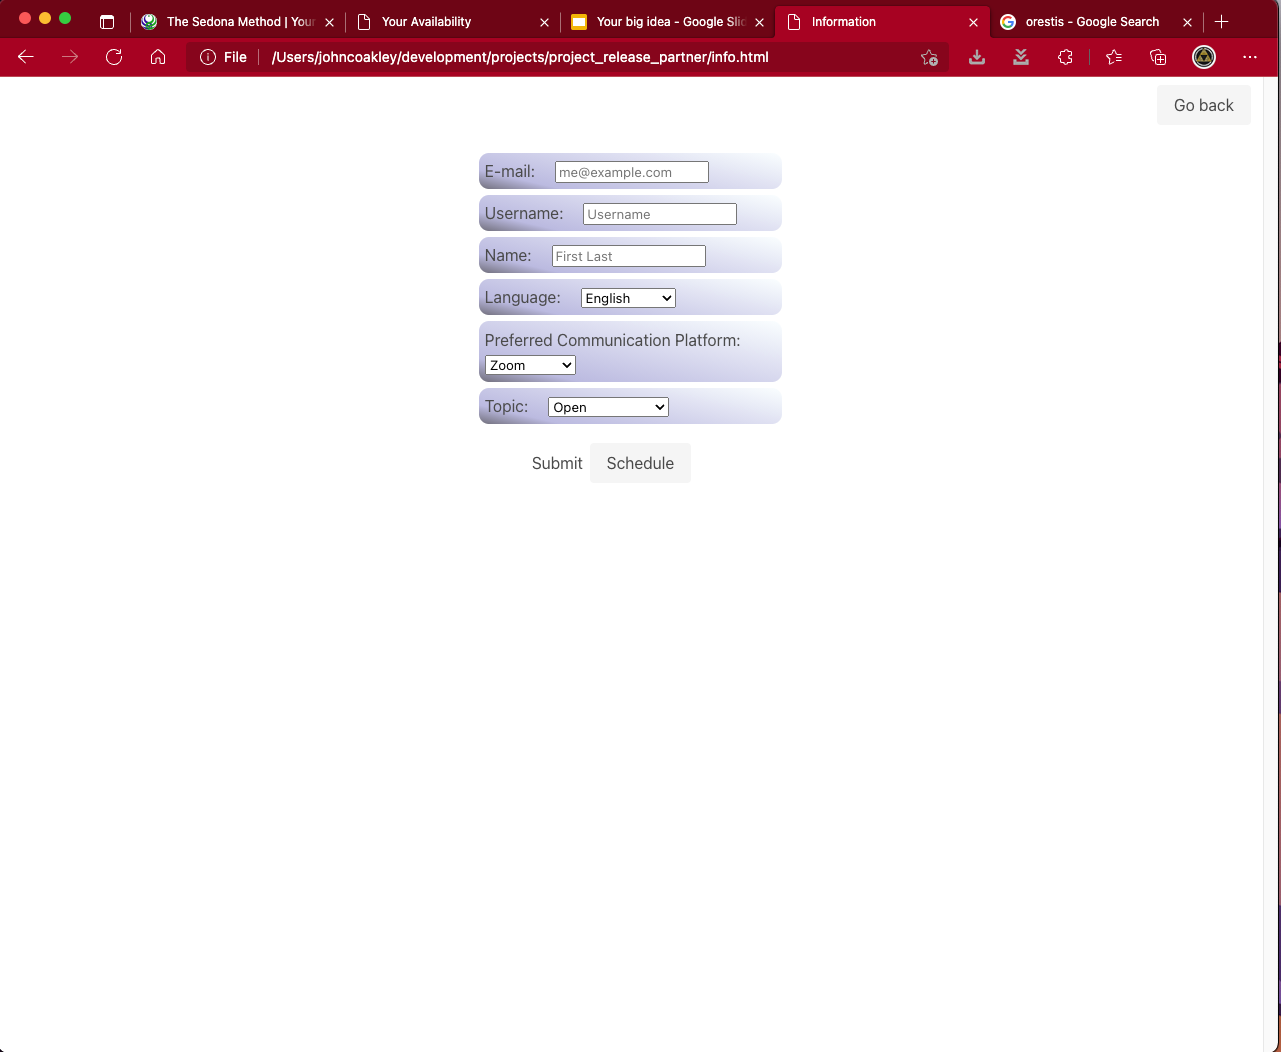 The Sedona Method | Your
Your Availability
Your big idea - Google Slid
Information
orestis - Google Search
File
/Users/johncoakley/development/projects/project_release_partner/info.html
Go back
E-mail: me@example.com
Username: Username
Name: First Last
Language: English
Preferred Communication Platform:
Zoom
Topic: Open
Submit Schedule